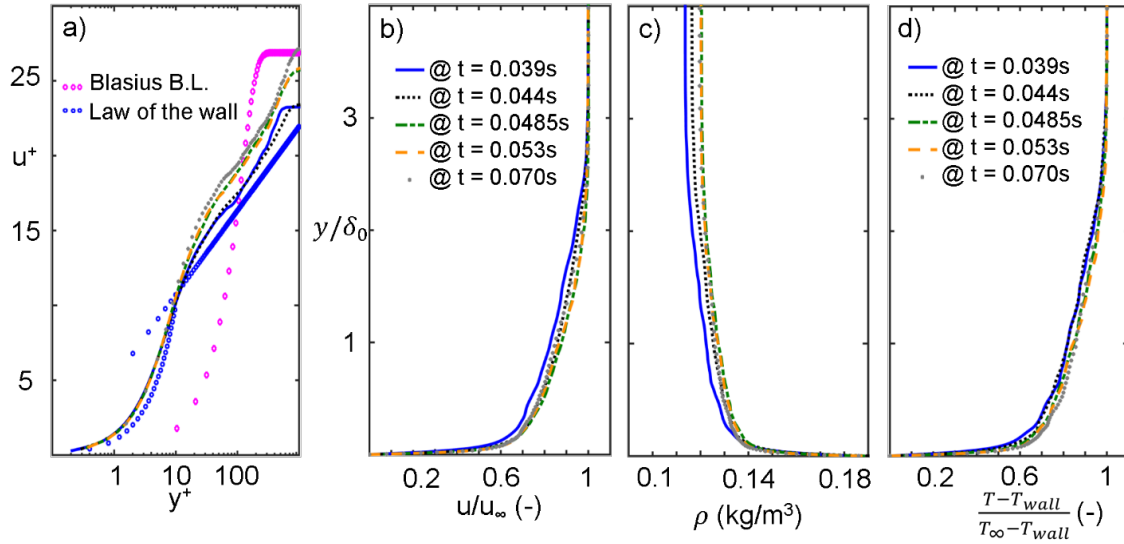 a)
Blasius B.L.
Law of the wall
25
15
5
u⁺
1 10 100
y⁺
b)
@ t = 0.039s
@ t = 0.044s
@ t = 0.0485s
@ t = 0.053s
@ t = 0.070s
3
1
y/δ₀
0.2 0.6 1
u/u∞ (-)
c)
0.1 0.14 0.18
ρ (kg/m³)
d)
@ t = 0.039s
@ t = 0.044s
@ t = 0.0485s
@ t = 0.053s
@ t = 0.070s
0.2 0.6 1
T−T_wall
T∞−T_wall
(-)